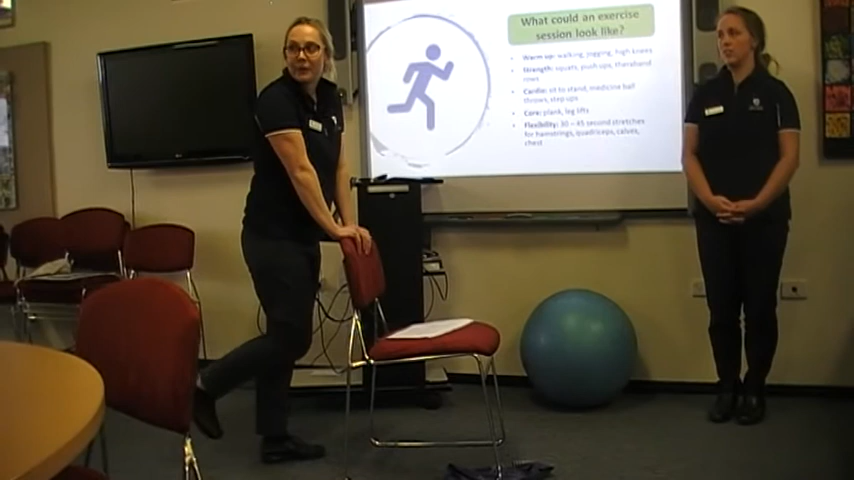 What could an exercise
session look like?
• Warm up: walking, jogging, high knees
• Strength: squats, push ups, theraband
rows
• Cardio: sit to stand, medicine ball
throws, step ups
• Core: plank, leg lifts
• Flexibility: 30 – 45 second stretches
for hamstrings, quadriceps, calves,
chest